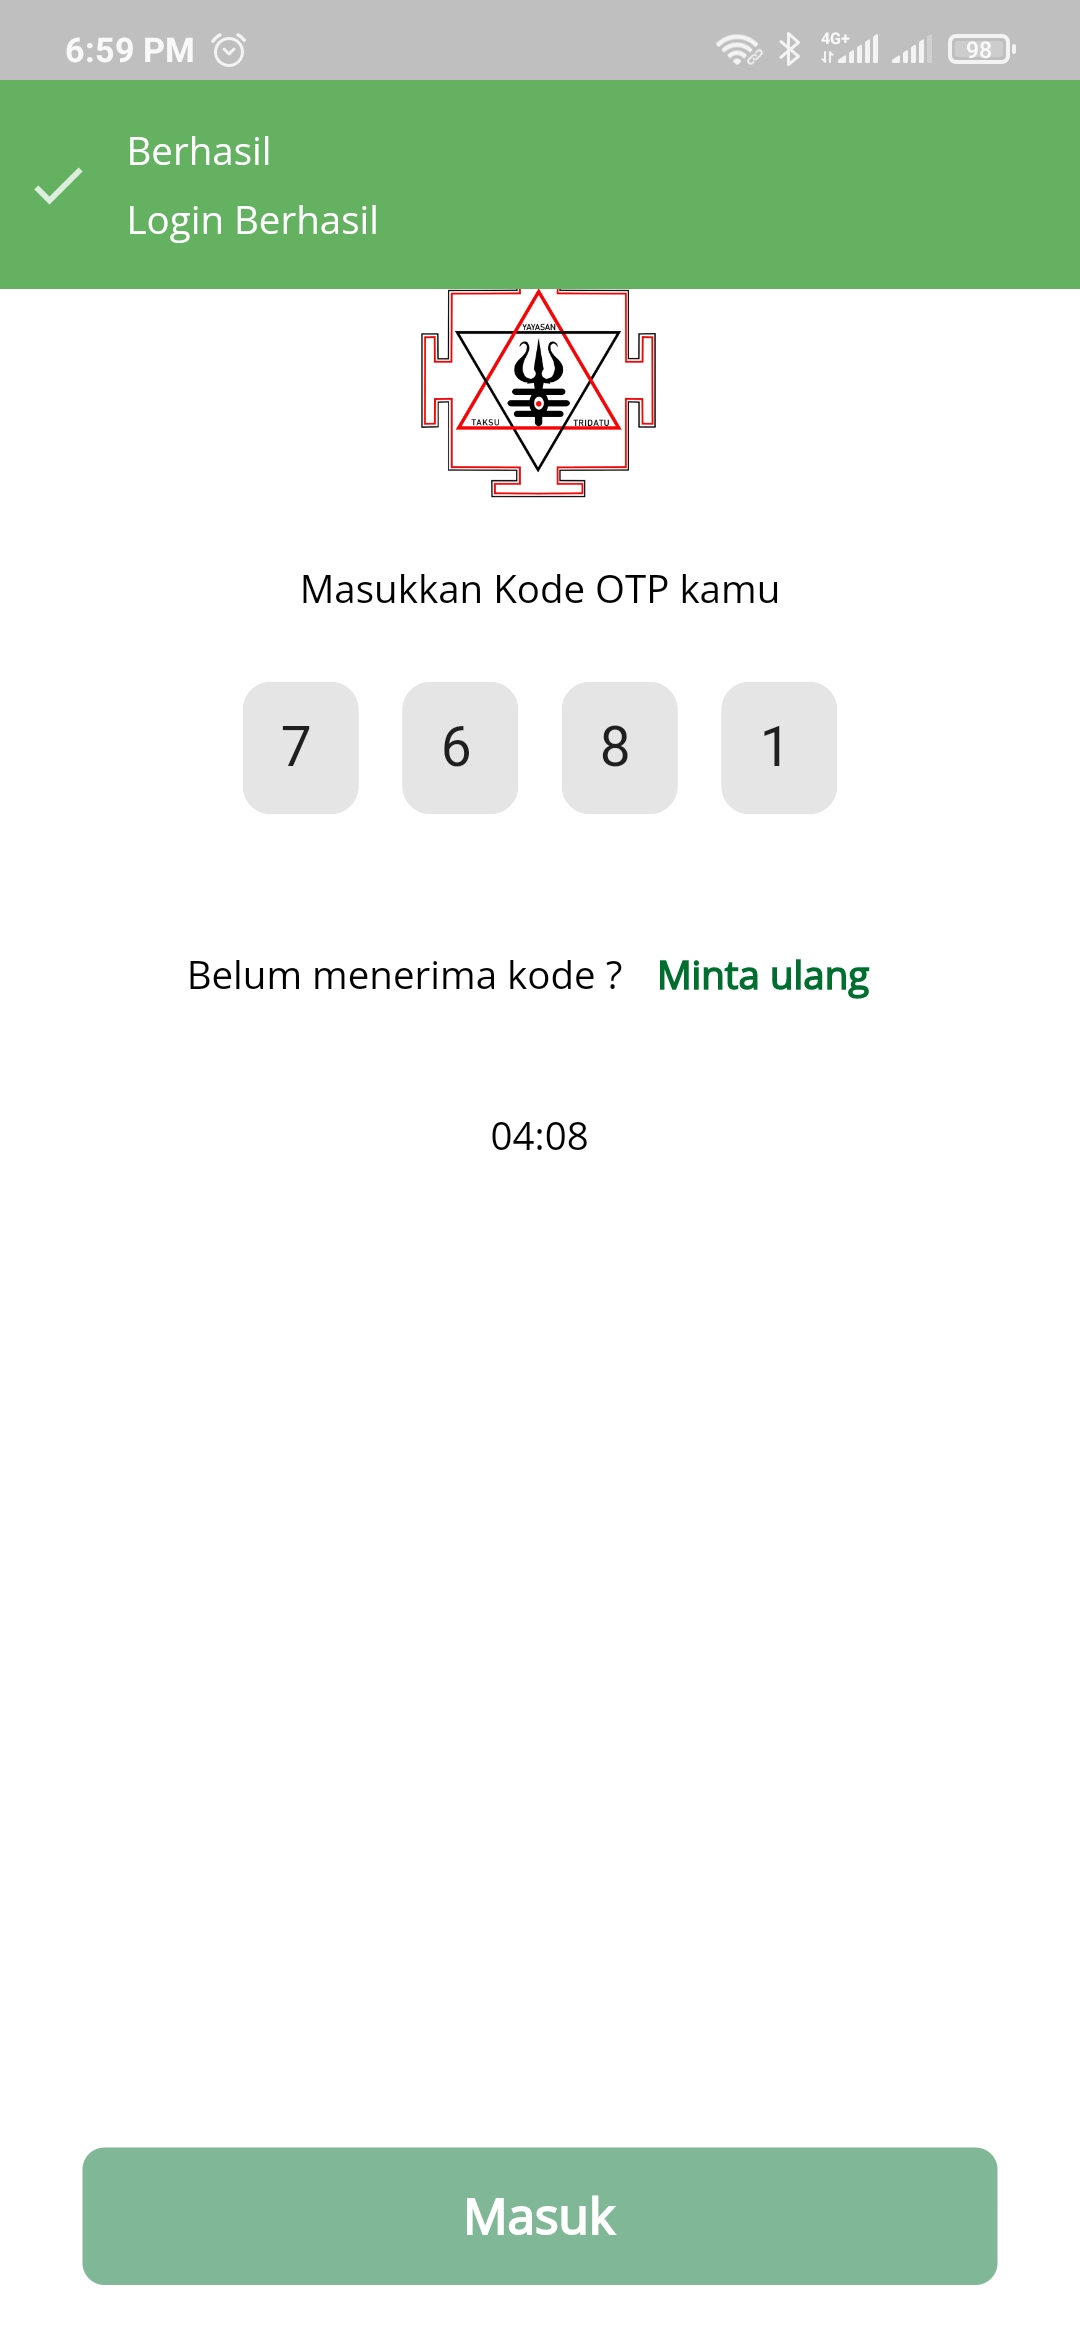 6:59 PM
4G+
98
Berhasil
Login Berhasil
YAYASAN
TAKSU TRIDATU
Masukkan Kode OTP kamu
7 6 8 1
Belum menerima kode ? Minta ulang
04:08
Masuk